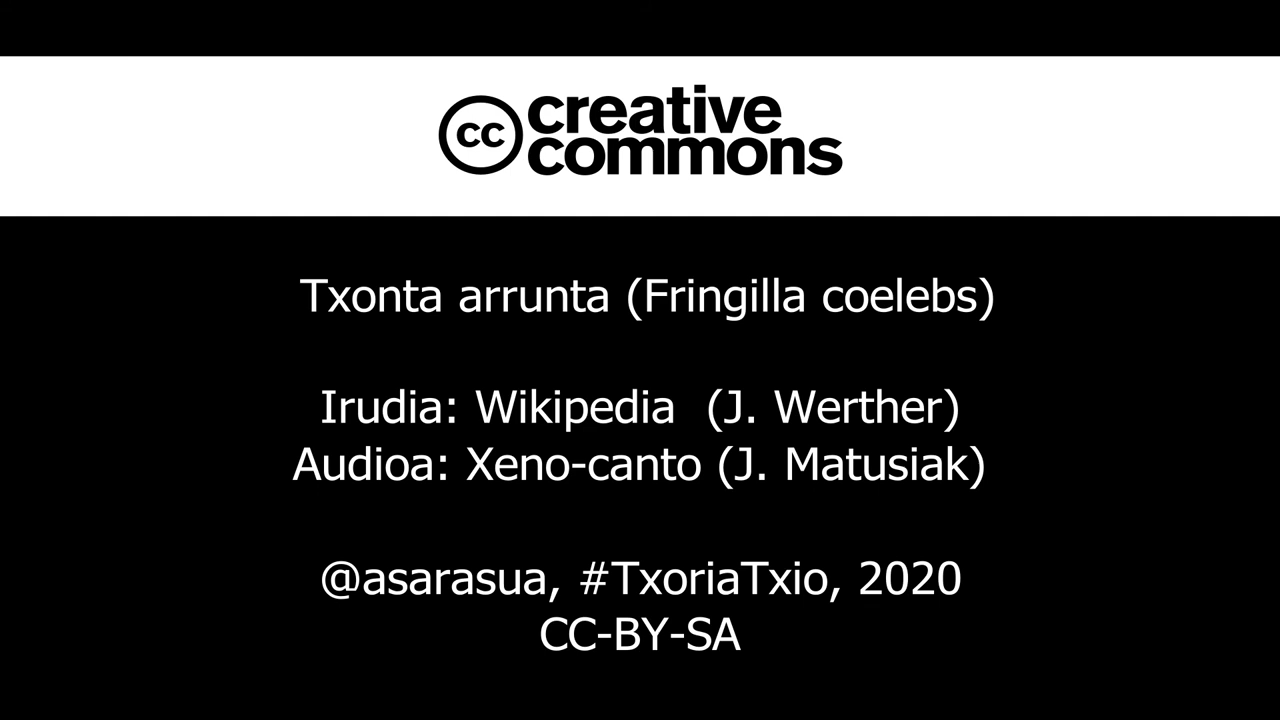 cc creative
commons
Txonta arrunta (Fringilla coelebs)
Irudia: Wikipedia (J. Werther)
Audioa: Xeno-canto (J. Matusiak)
@asarasua, #TxoriaTxio, 2020
CC-BY-SA